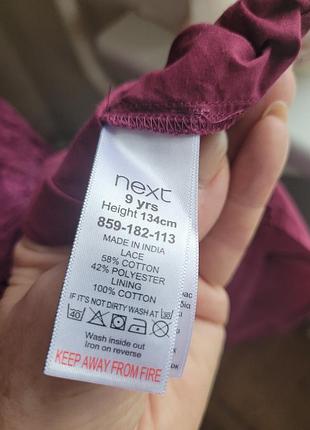 next
9 yrs
Height 134cm
859-182-113
MADE IN INDIA
LACE
58% COTTON
42% POLYESTER
LINING
100% COTTON
IF IT'S NOT DIRTY WASH AT 30
40
Wash inside out
Iron on reverse
KEEP AWAY FROM FIRE